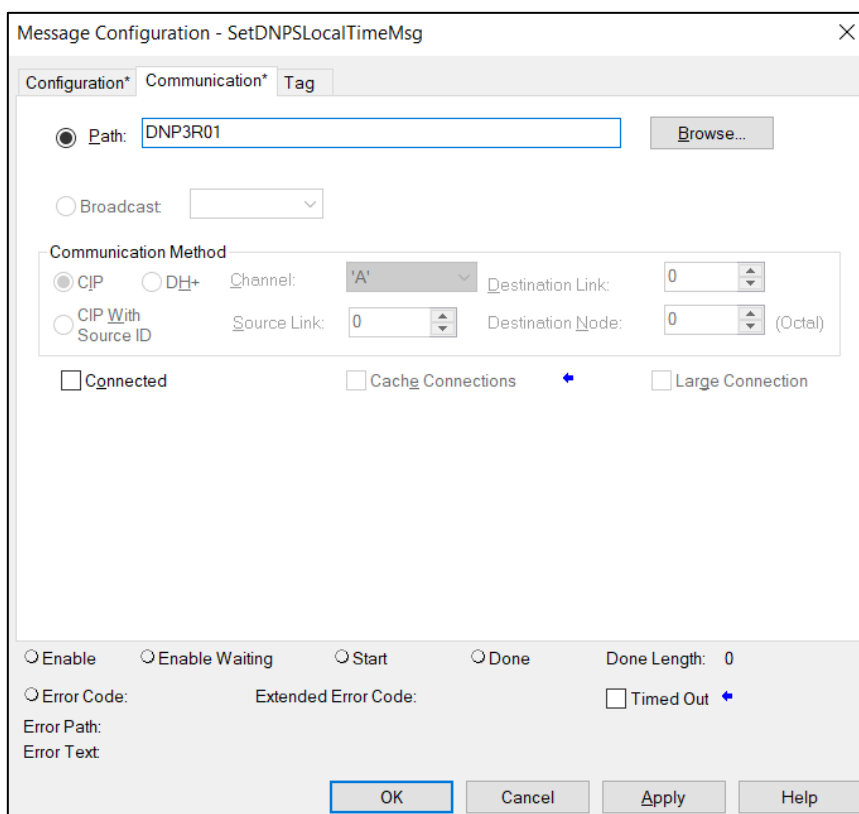 Message Configuration - SetDNPSLocalTimeMsg
Configuration* Communication* Tag
Path: DNP3R01 Browse...
Broadcast:
Communication Method
CIP DH+ Channel: 'A' Destination Link: 0
CIP With Source ID Source Link: 0 Destination Node: 0 (Octal)
Connected Cache Connections Large Connection
Enable Enable Waiting Start Done Done Length: 0
Error Code: Extended Error Code: Timed Out
Error Path:
Error Text:
OK Cancel Apply Help